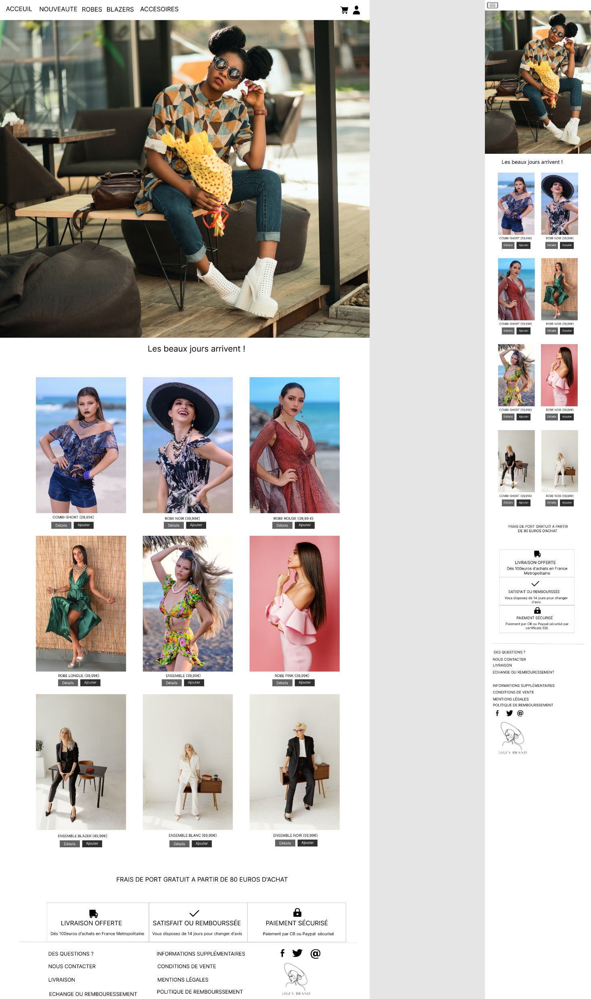 ACCEUIL NOUVEAUTE ROBES BLAZERS ACCESOIRES
Les beaux jours arrivent !
COMBI-SHORT (29,95€)
Détails Ajouter
ROBE NOIR (39,99€)
Détails Ajouter
ROBE ROUGE (39,99 €)
Détails Ajouter
ROBE LONGUE (39,99€)
Détails Ajouter
ENSEMBLE (39,99€)
Détails Ajouter
ROBE PINK (39,99€)
Détails Ajouter
ENSEMBLE BLAZER (49,99€)
Détails Ajouter
ENSEMBLE BLANC (69,99€)
Détails Ajouter
ENSEMBLE NOIR (59,99€)
Détails Ajouter
FRAIS DE PORT GRATUIT A PARTIR DE 80 EUROS D'ACHAT
LIVRAISON OFFERTE
Dés 100euros d'achats en France Metropolitaine
SATISFAIT OU REMBOURSSÉE
Vous disposez de 14 jours pour changer d'avis
PAIEMENT SÉCURISÉ
Paiement par CB ou Paypal sécurisé
DES QUESTIONS ?
NOUS CONTACTER
LIVRAISON
ECHANGE OU REMBOURESSEMENT
INFORMATIONS SUPPLÉMENTAIRES
CONDITIONS DE VENTE
MENTIONS LÉGALES
POLITIQUE DE REMBOURSSEMENT
f @
GIGI'S BRAND
Les beaux jours arrivent !
COMBI-SHORT (29,95€)
Détails Ajouter
ROBE NOIR (39,99€)
Détails Ajouter
COMBI-SHORT (29,95€)
Détails Ajouter
ROBE NOIR (39,99€)
Détails Ajouter
COMBI-SHORT (29,95€)
Détails Ajouter
ROBE NOIR (39,99€)
Détails Ajouter
COMBI-SHORT (29,95€)
Détails Ajouter
ROBE NOIR (39,99€)
Détails Ajouter
FRAIS DE PORT GRATUIT A PARTIR
DE 80 EUROS D'ACHAT
LIVRAISON OFFERTE
Dés 100euros d'achats en France
Metropolitaine
SATISFAIT OU REMBOURSSÉE
Vous disposez de 14 jours pour changer
d'avis
PAIEMENT SÉCURISÉ
Paiement par CB ou Paypal sécurisé par
certificats SSL
DES QUESTIONS ?
NOUS CONTACTER
LIVRAISON
ECHANGE OU REMBOURESSEMENT
INFORMATIONS SUPPLÉMENTAIRES
CONDITIONS DE VENTE
MENTIONS LÉGALES
POLITIQUE DE REMBOURSSEMENT
f @
GIGI'S BRAND